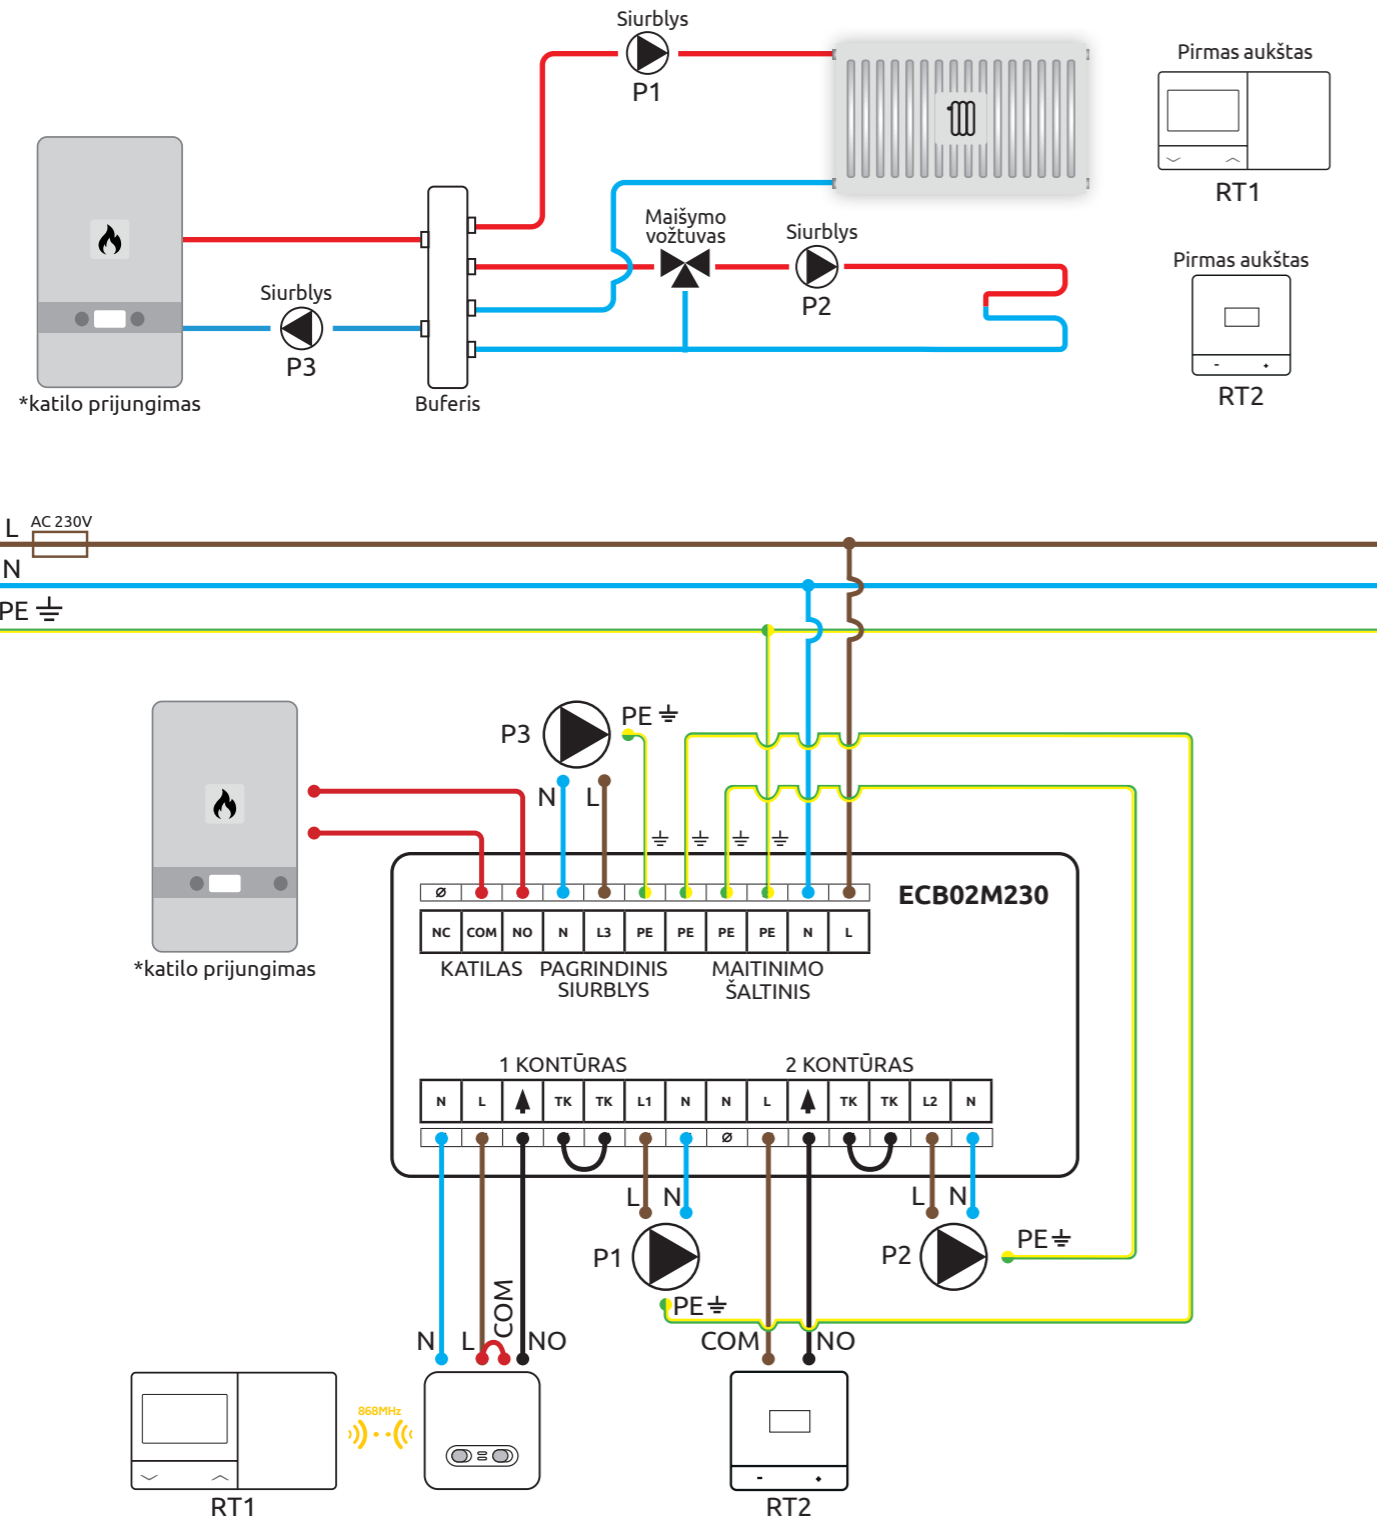 Siurblys
P1
Pirmas aukštas
RT1
Maišymo
vožtuvas
Siurblys
P2
Pirmas aukštas
- +
RT2
Siurblys
P3
*katilo prijungimas
Buferis
L AC 230V
N
PE
P3
PE
N L
*katilo prijungimas
ECB02M230
Ø
NC COM NO N L3 PE PE PE PE N L
KATILAS PAGRINDINIS MAITINIMO
SIURBLYS ŠALTINIS
1 KONTŪRAS 2 KONTŪRAS
N L TK TK L1 N N L TK TK L2 N
Ø
L N L N
P1 P2 PE
PE
N L COM NO COM NO
868MHz
- +
RT1 RT2